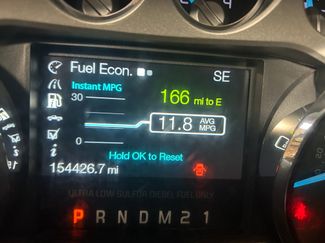 Fuel Econ.
SE
Instant MPG
30
166 mi to E
11.8 AVG MPG
0
Hold OK to Reset
154426.7 mi
ULTRA LOW SULFUR DIESEL FUEL ONLY
P R N D M 2 1